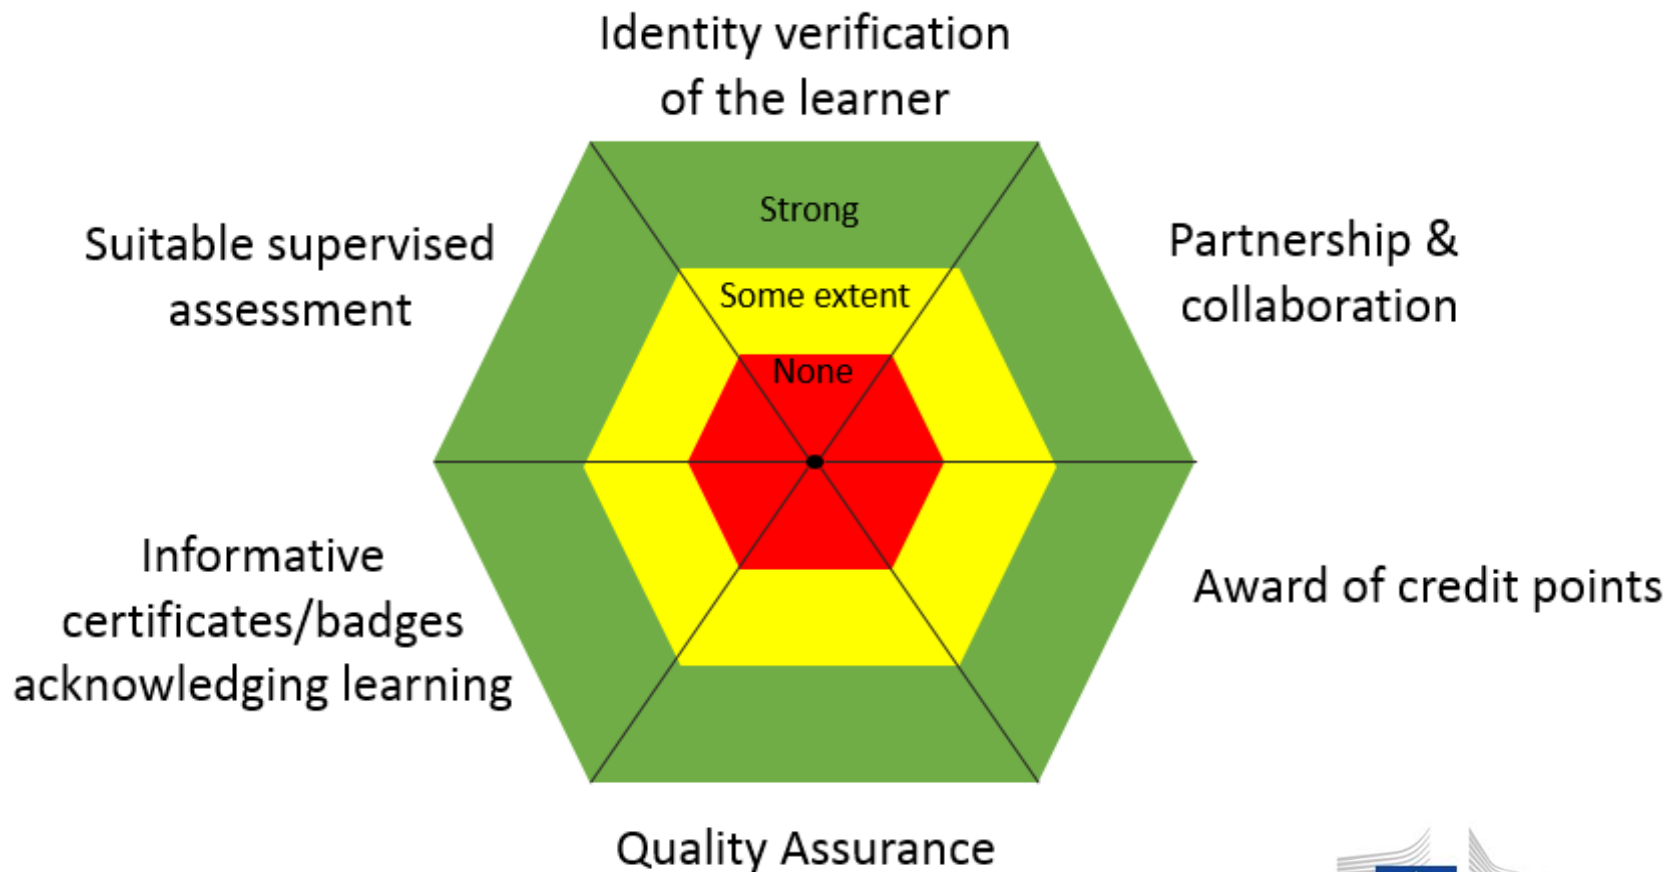 Identity verification
of the learner
Strong
Suitable supervised
assessment
Partnership &
collaboration
Some extent
None
Informative
certificates/badges
acknowledging learning
Award of credit points
Quality Assurance